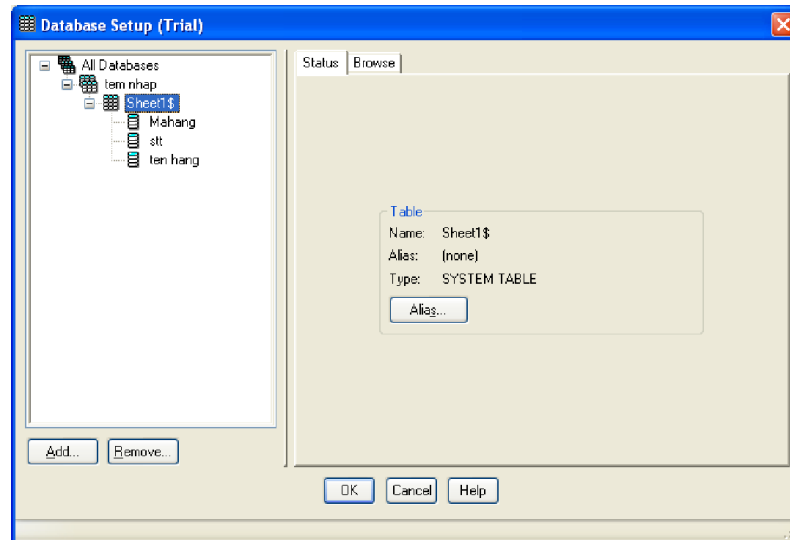 Database Setup (Trial)
All Databases
tem nhap
Sheet1$
Mahang
stt
ten hang
Add...
Remove...
Status
Browse
Table
Name: Sheet1$
Alias: (none)
Type: SYSTEM TABLE
Alias...
OK
Cancel
Help